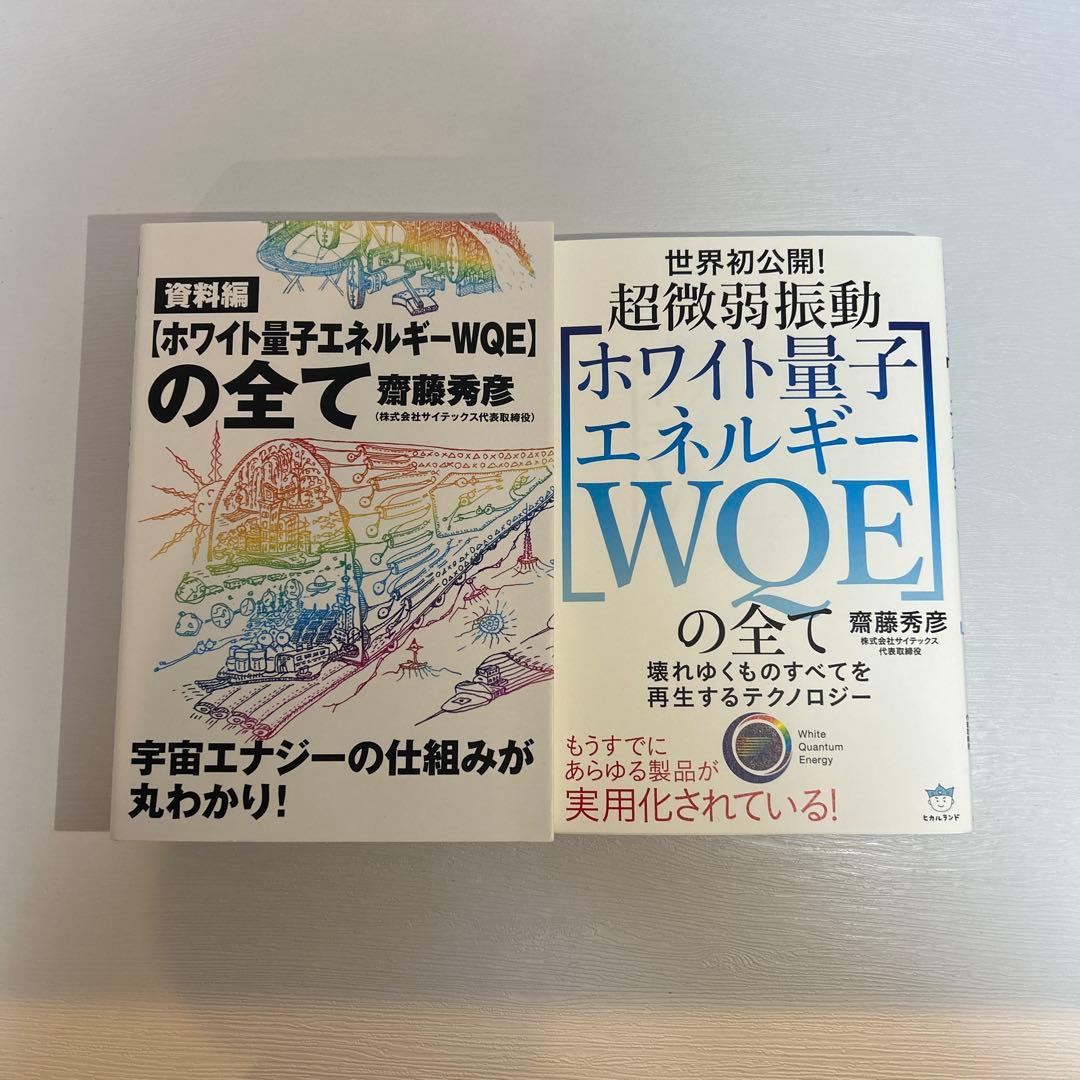 資料編
【ホワイト量子エネルギーWQE】
の全て 齋藤秀彦
（株式会社サイテックス代表取締役）
宇宙エナジーの仕組みが
丸わかり！
世界初公開！
超微弱振動
［ホワイト量子
エネルギー
WQE］
の全て 齋藤秀彦
株式会社サイテックス
代表取締役
壊れゆくものすべてを
再生するテクノロジー
White
Quantum
Energy
もうすでに
あらゆる製品が
実用化されている！
ヒカルランド